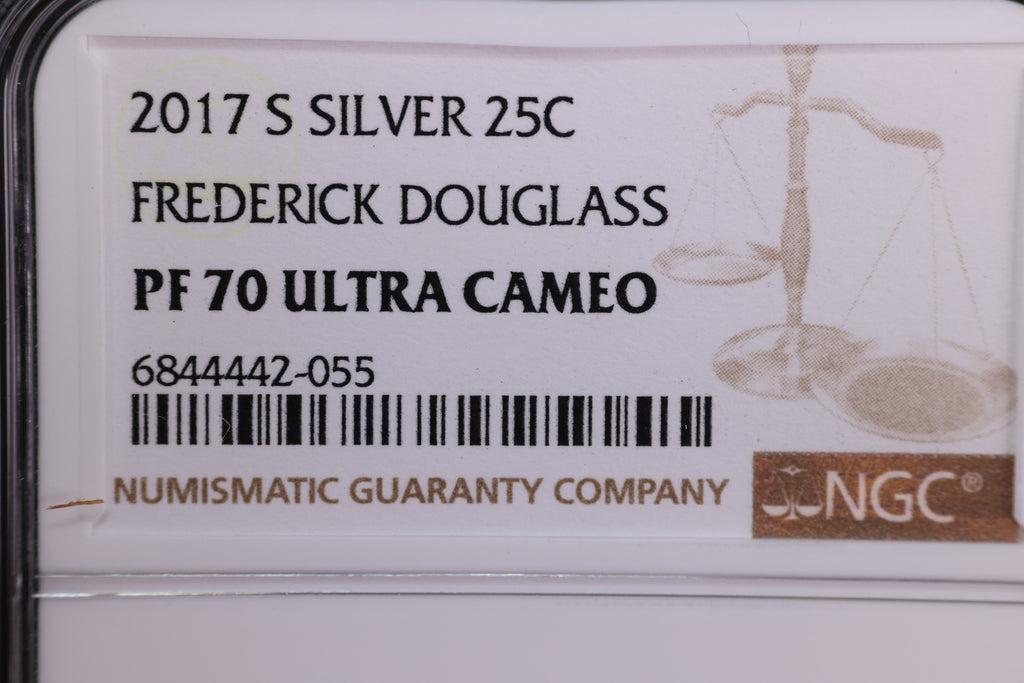 2017 S SILVER 25C
FREDERICK DOUGLASS
PF 70 ULTRA CAMEO
6844442-055
NUMISMATIC GUARANTY COMPANY
NGC®